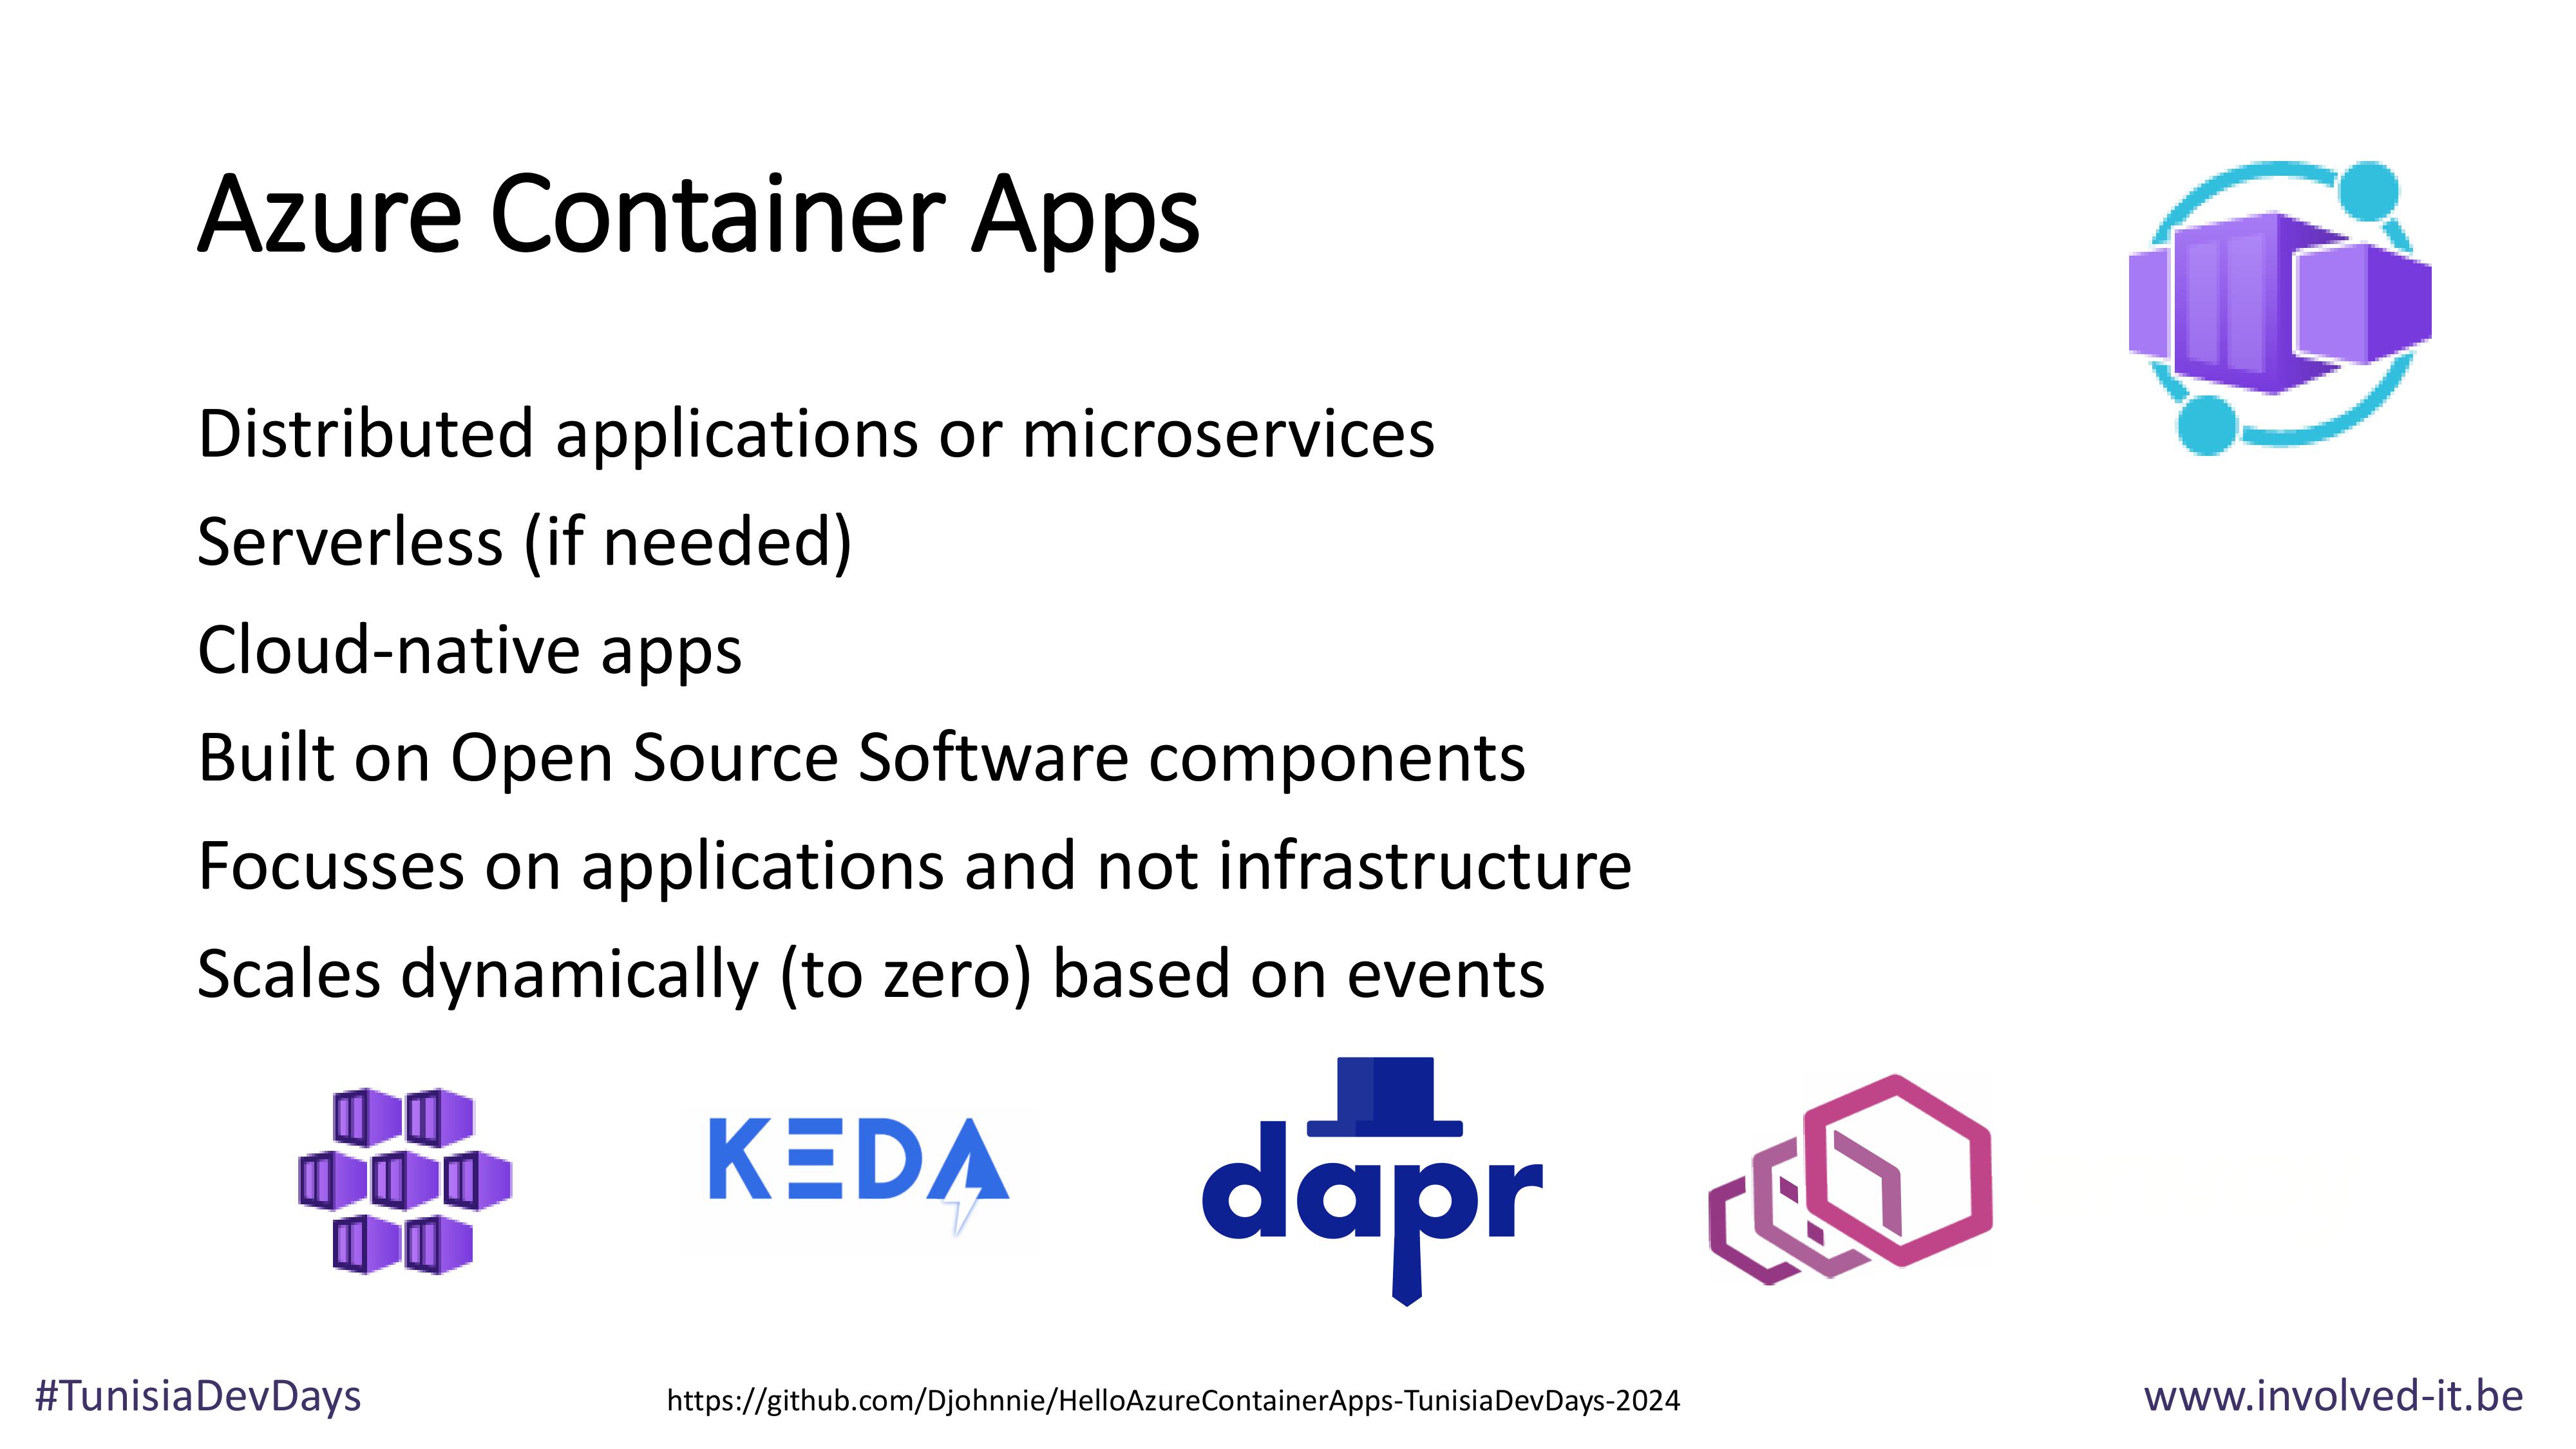 Azure Container Apps
Distributed applications or microservices
Serverless (if needed)
Cloud-native apps
Built on Open Source Software components
Focusses on applications and not infrastructure
Scales dynamically (to zero) based on events
KEDA
dapr
#TunisiaDevDays
https://github.com/Djohnnie/HelloAzureContainerApps-TunisiaDevDays-2024
www.involved-it.be